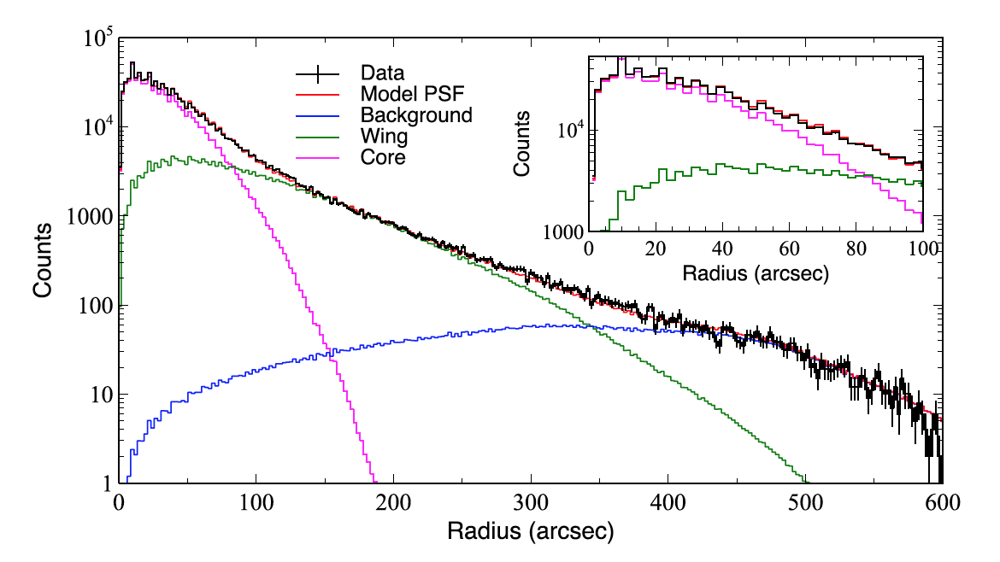 10^5
10^4
1000
100
10
1
Counts
0 100 200 300 400 500 600
Radius (arcsec)
Data
Model PSF
Background
Wing
Core
10^4
1000
Counts
0 20 40 60 80 100
Radius (arcsec)